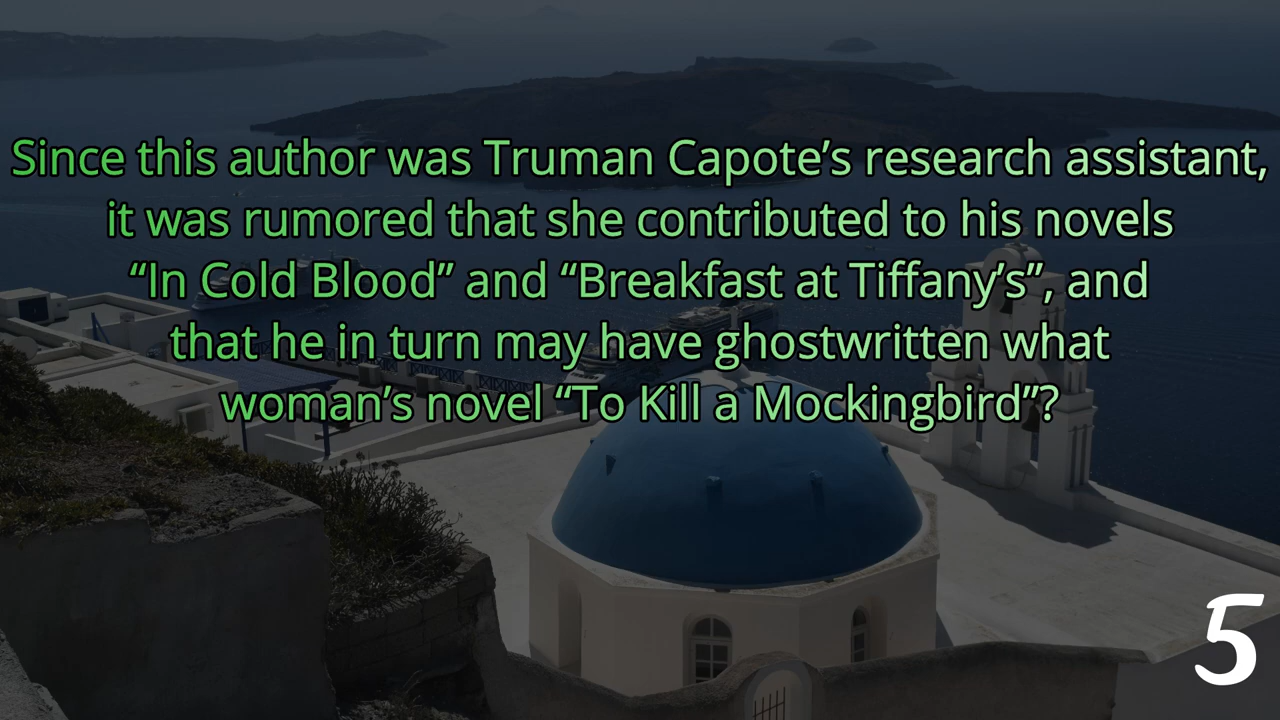 Since this author was Truman Capote’s research assistant,
it was rumored that she contributed to his novels
“In Cold Blood” and “Breakfast at Tiffany’s”, and
that he in turn may have ghostwritten what
woman’s novel “To Kill a Mockingbird”?
5